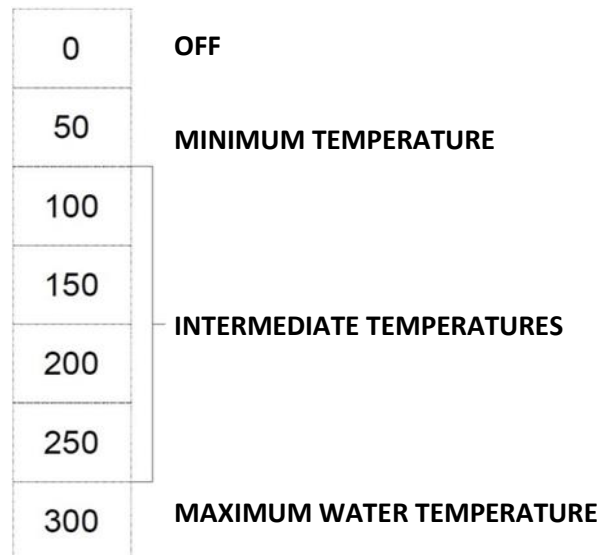 0 OFF
50 MINIMUM TEMPERATURE
100
150
INTERMEDIATE TEMPERATURES
200
250
300 MAXIMUM WATER TEMPERATURE